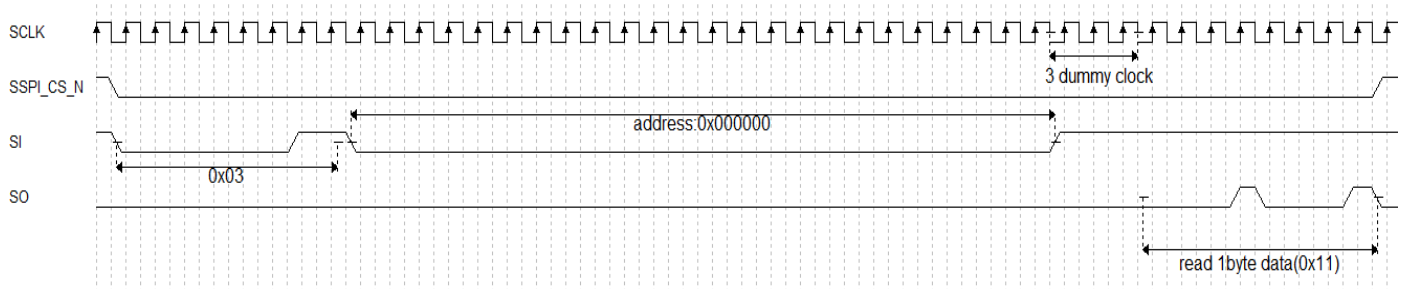 SCLK
3 dummy clock
SSPI_CS_N
address:0x000000
SI
0x03
SO
read 1byte data(0x11)